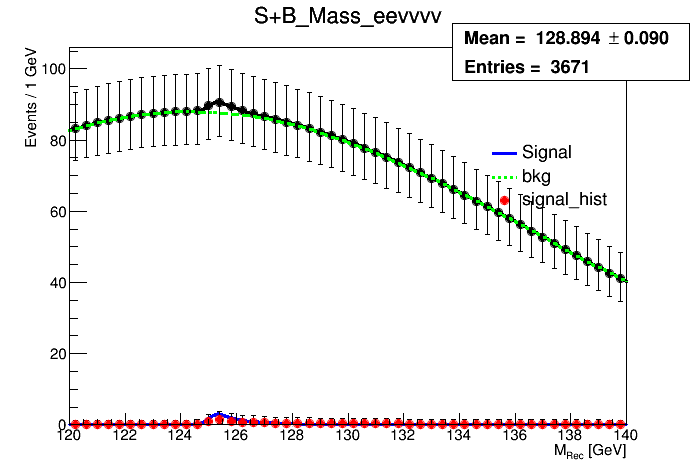 S+B_Mass_eevvvv
Mean = 128.894 ± 0.090
Entries = 3671
Events / 1 GeV
100
80
60
40
20
0
Signal
bkg
signal_hist
120 122 124 126 128 130 132 134 136 138 140
M_Rec [GeV]